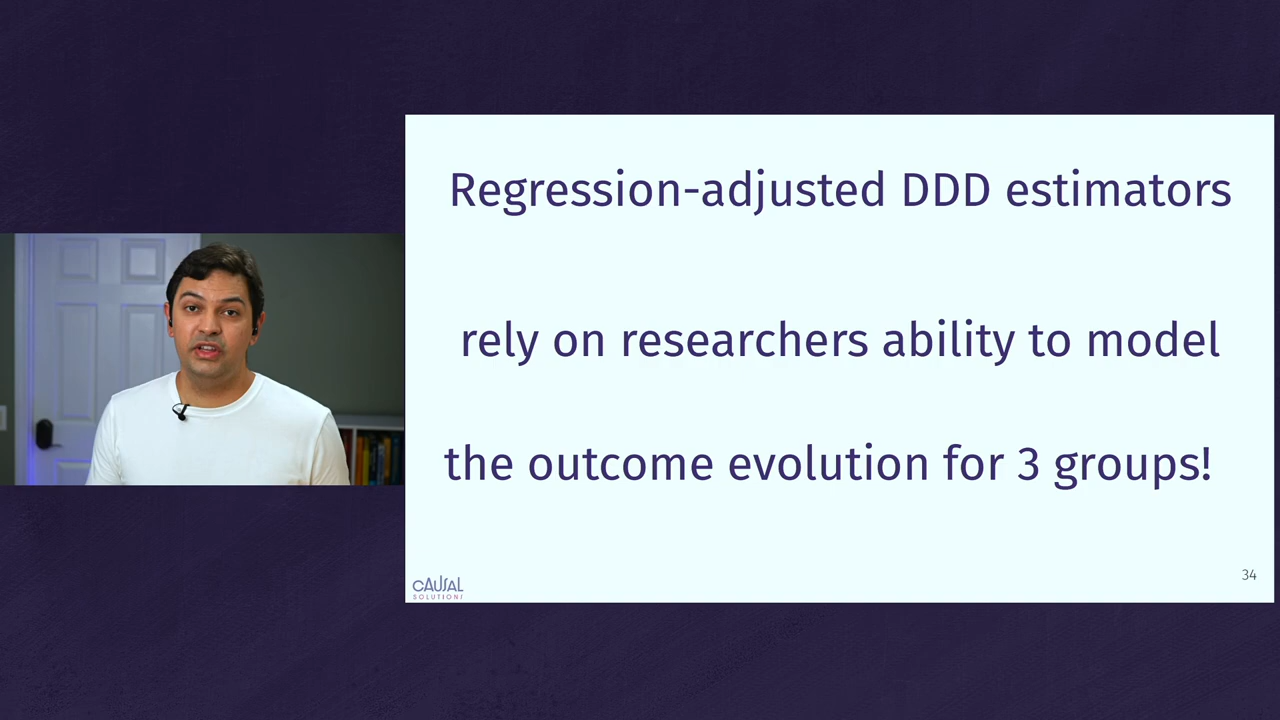 Regression-adjusted DDD estimators
rely on researchers ability to model
the outcome evolution for 3 groups!
CAUSAL
SOLUTIONS
34